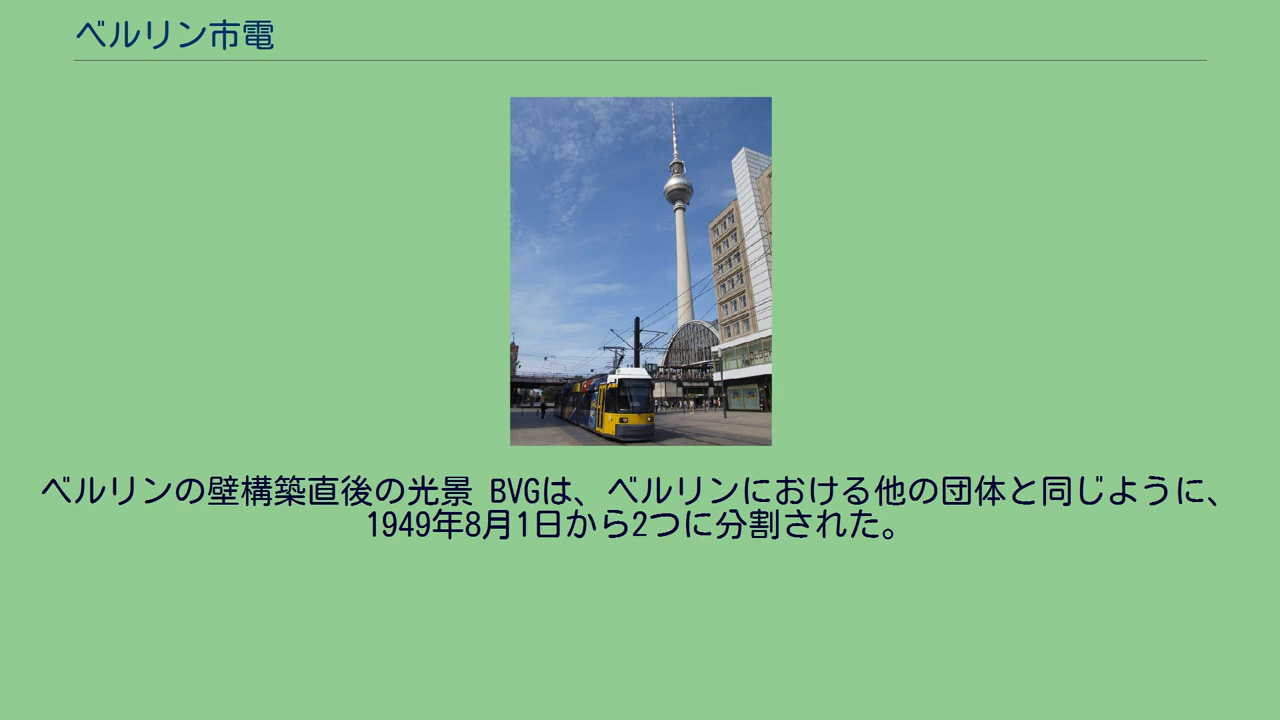 ベルリン市電
ベルリンの壁構築直後の光景 BVGは、ベルリンにおける他の団体と同じように、
1949年8月1日から2つに分割された。